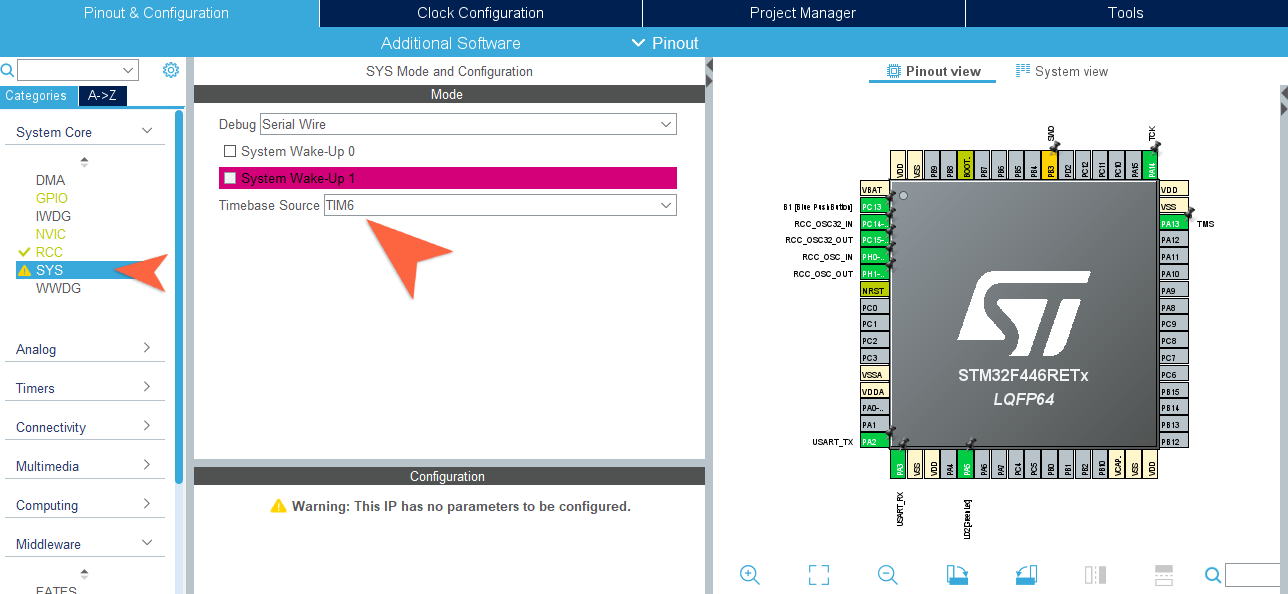 Pinout & Configuration
Clock Configuration
Project Manager
Tools
Additional Software
Pinout
Categories
A->Z
System Core
DMA
GPIO
IWDG
NVIC
RCC
SYS
WWDG
Analog
Timers
Connectivity
Multimedia
Computing
Middleware
FATFS
SYS Mode and Configuration
Mode
Debug Serial Wire
System Wake-Up 0
System Wake-Up 1
Timebase Source TIM6
Configuration
Warning: This IP has no parameters to be configured.
Pinout view
System view
SWO
TCK
VDD
VSS
PB9
PB8
BOOT..
PB7
PB6
PB5
PB4
PB3
PD2
PC12
PC11
PC10
PA15
PA14
VBAT
B1 [Blue PushButton] PC13
RCC_OSC32_IN PC14-..
RCC_OSC32_OUT PC15-..
RCC_OSC_IN PH0-..
RCC_OSC_OUT PH1-..
NRST
PC0
PC1
PC2
PC3
VSSA
VDDA
PA0-..
PA1
USART_TX PA2
ST
STM32F446RETx
LQFP64
VDD
VSS
PA13 TMS
PA12
PA11
PA10
PA9
PA8
PC9
PC8
PC7
PC6
PB15
PB14
PB13
PB12
PA3
VSS
VDD
PA4
PA5
PA6
PA7
PC4
PC5
PB0
PB1
PB2
PB10
VCAP..
VSS
VDD
USART_RX
LD2 [Green Led]